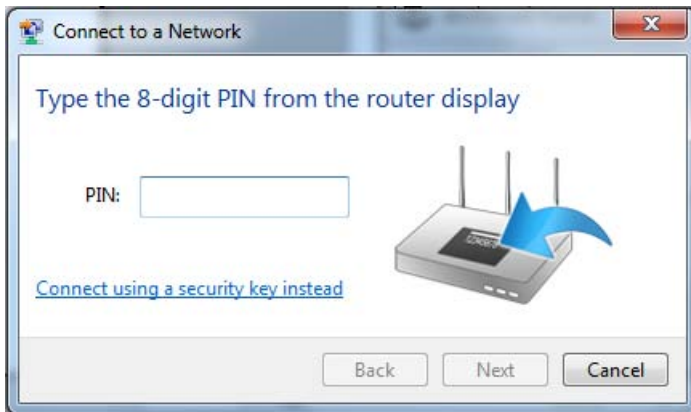 Connect to a Network
Type the 8-digit PIN from the router display
PIN:
12345670
Connect using a security key instead
Back
Next
Cancel